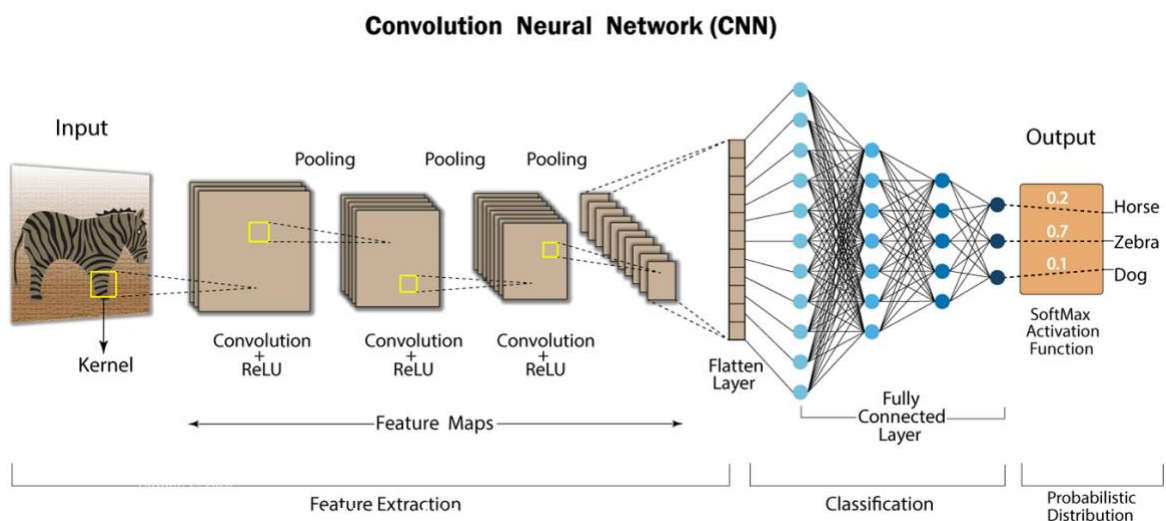 Convolution Neural Network (CNN)
Input
Output
Pooling
Pooling
Pooling
0.2
Horse
0.7
Zebra
0.1
Dog
Kernel
Convolution
+
ReLU
Convolution
+
ReLU
Convolution
+
ReLU
Flatten
Layer
SoftMax
Activation
Function
Feature Maps
Fully
Connected
Layer
Feature Extraction
Classification
Probabilistic
Distribution